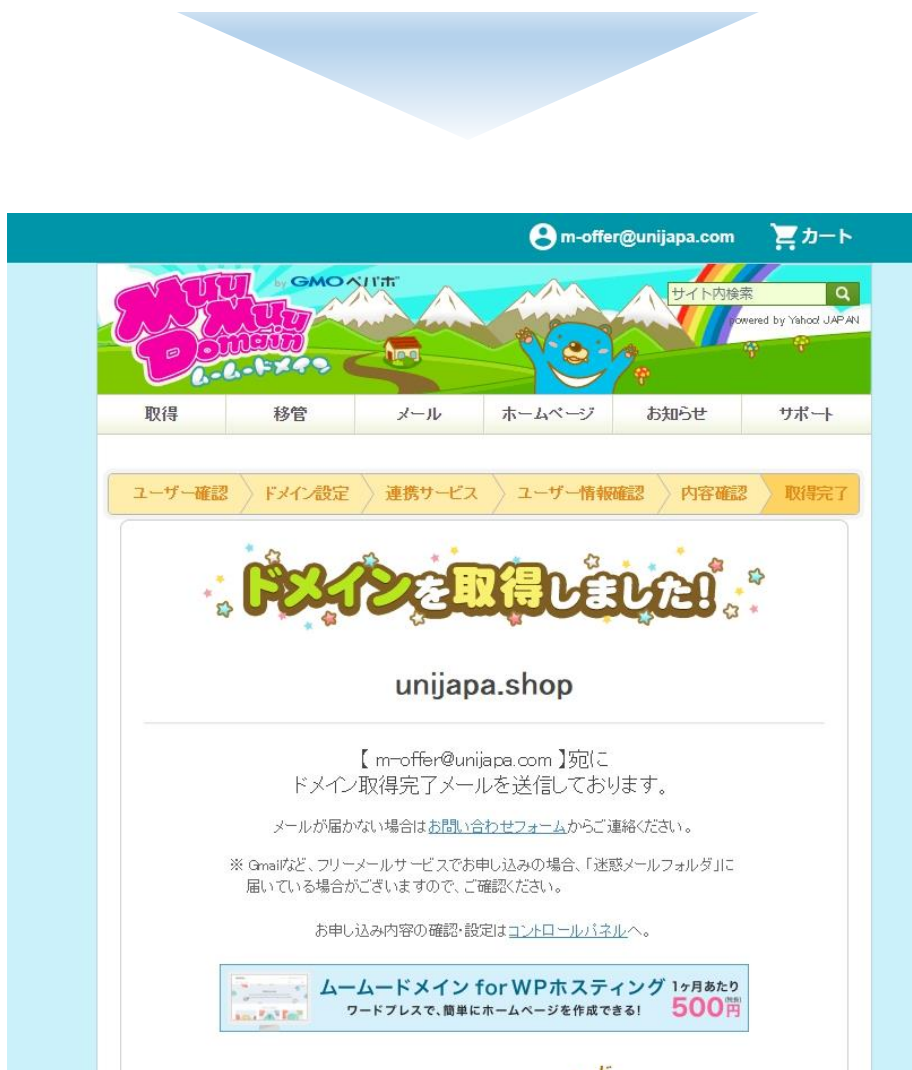 m-offer@unijapa.com カート
Muu Muu Domain
ムームードメイン
by GMOペパボ
サイト内検索
powered by Yahoo! JAPAN
取得 移管 メール ホームページ お知らせ サポート
ユーザー確認 ドメイン設定 連携サービス ユーザー情報確認 内容確認 取得完了
ドメインを取得しました!
unijapa.shop
【 m-offer@unijapa.com 】宛に
ドメイン取得完了メールを送信しております。
メールが届かない場合はお問い合わせフォームからご連絡ください。
※ Gmailなど、フリーメールサービスでお申し込みの場合、「迷惑メールフォルダ」に
届いている場合がございますので、ご確認ください。
お申し込み内容の確認・設定はコントロールパネルへ。
ムームードメイン for WPホスティング 1ヶ月あたり
ワードプレスで、簡単にホームページを作成できる! 500円